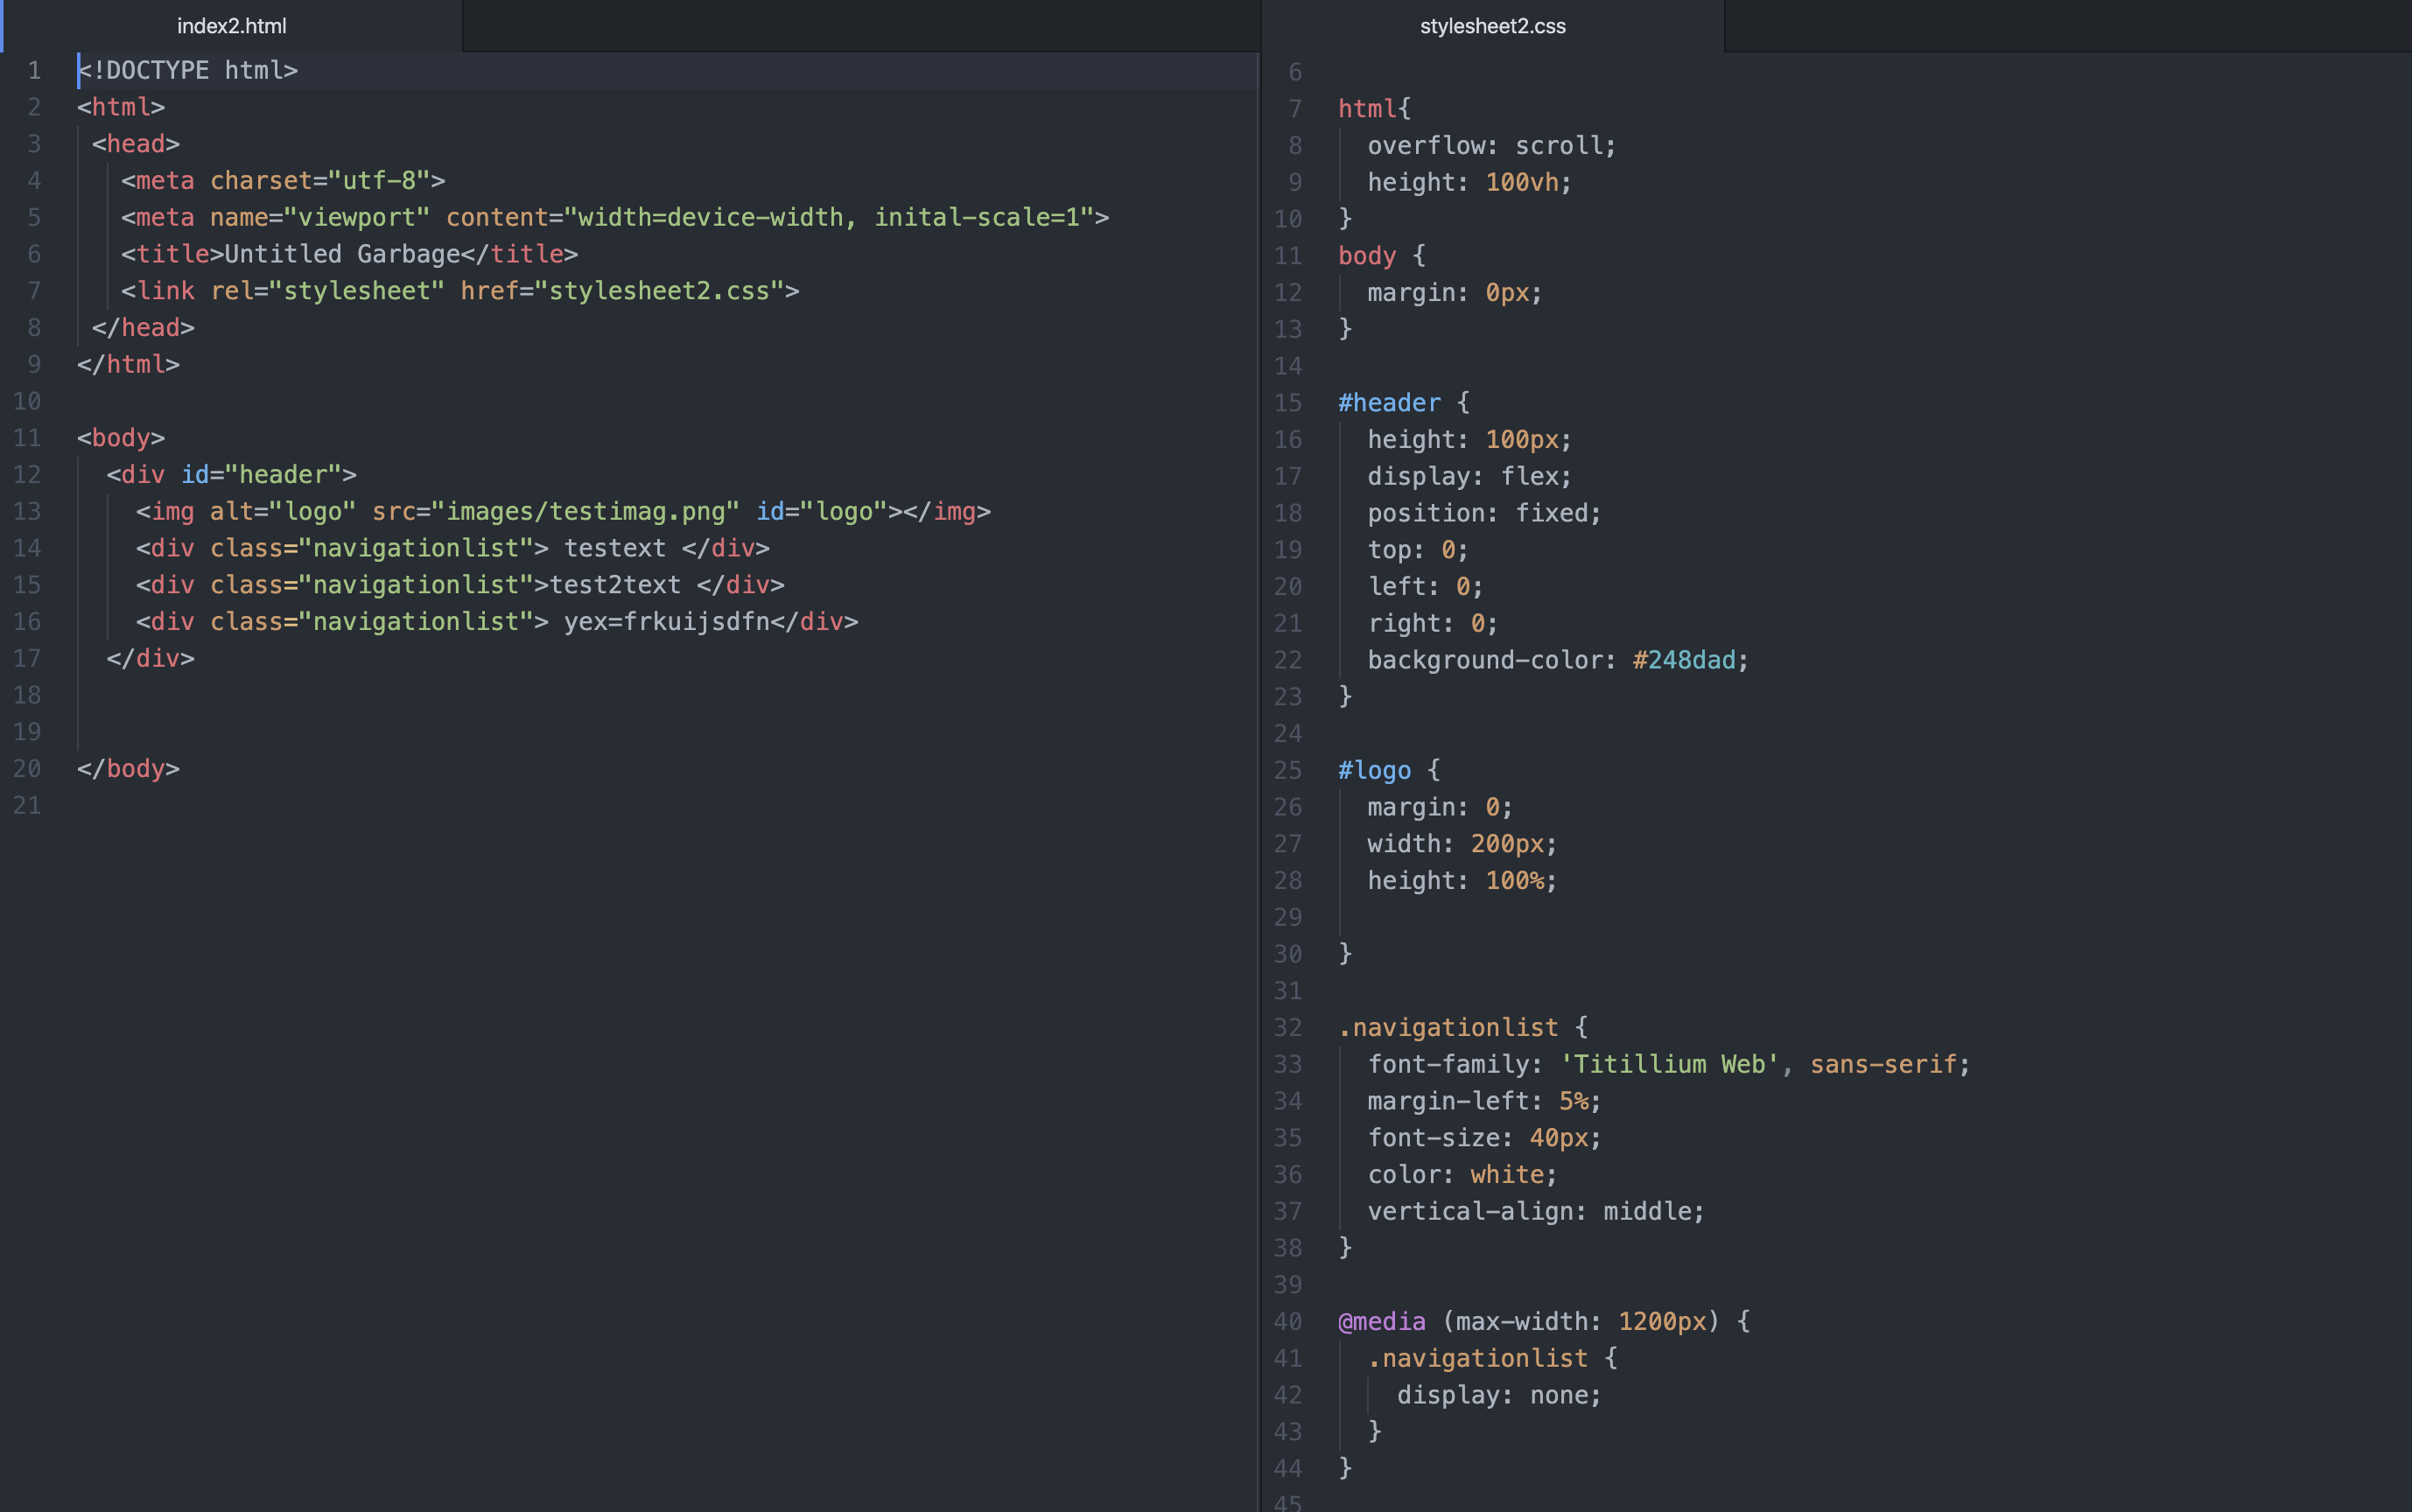 index2.html
1 <!DOCTYPE html>
2 <html>
3 <head>
4 <meta charset="utf-8">
5 <meta name="viewport" content="width=device-width, inital-scale=1">
6 <title>Untitled Garbage</title>
7 <link rel="stylesheet" href="stylesheet2.css">
8 </head>
9 </html>
10
11 <body>
12 <div id="header">
13 <img alt="logo" src="images/testimag.png" id="logo"></img>
14 <div class="navigationlist"> testext </div>
15 <div class="navigationlist">test2text </div>
16 <div class="navigationlist"> yex=frkuijsdfn</div>
17 </div>
18
19
20 </body>
21
stylesheet2.css
6
7 html{
8 overflow: scroll;
9 height: 100vh;
10 }
11 body {
12 margin: 0px;
13 }
14
15 #header {
16 height: 100px;
17 display: flex;
18 position: fixed;
19 top: 0;
20 left: 0;
21 right: 0;
22 background-color: #248dad;
23 }
24
25 #logo {
26 margin: 0;
27 width: 200px;
28 height: 100%;
29
30 }
31
32 .navigationlist {
33 font-family: 'Titillium Web', sans-serif;
34 margin-left: 5%;
35 font-size: 40px;
36 color: white;
37 vertical-align: middle;
38 }
39
40 @media (max-width: 1200px) {
41 .navigationlist {
42 display: none;
43 }
44 }
45